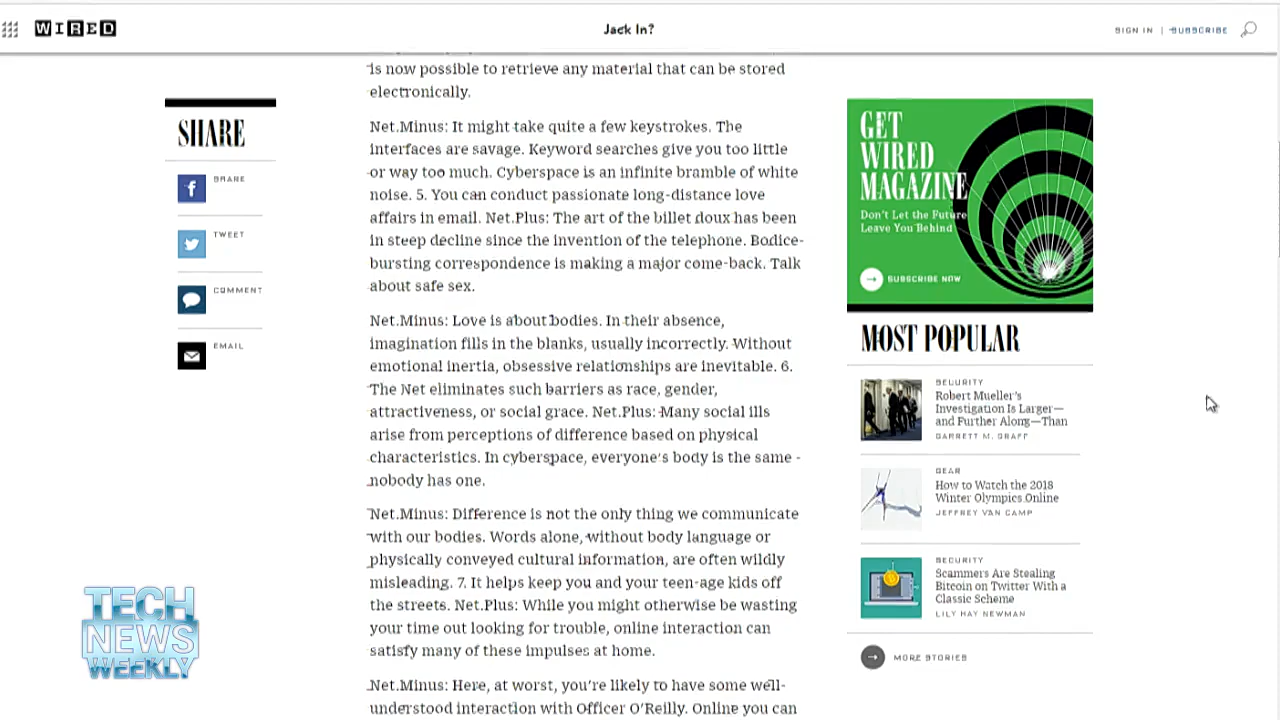 WIRED
Jack In?
SIGN IN | SUBSCRIBE
is now possible to retrieve any material that can be stored
electronically.
SHARE
SHARE
TWEET
COMMENT
EMAIL
Net.Minus: It might take quite a few keystrokes. The
interfaces are savage. Keyword searches give you too little
or way too much. Cyberspace is an infinite bramble of white
noise. 5. You can conduct passionate long-distance love
affairs in email. Net.Plus: The art of the billet doux has been
in steep decline since the invention of the telephone. Bodice-
bursting correspondence is making a major come-back. Talk
about safe sex.
Net.Minus: Love is about bodies. In their absence,
imagination fills in the blanks, usually incorrectly. Without
emotional inertia, obsessive relationships are inevitable. 6.
The Net eliminates such barriers as race, gender,
attractiveness, or social grace. Net.Plus: Many social ills
arise from perceptions of difference based on physical
characteristics. In cyberspace, everyone's body is the same -
nobody has one.
Net.Minus: Difference is not the only thing we communicate
with our bodies. Words alone, without body language or
physically conveyed cultural information, are often wildly
misleading. 7. It helps keep you and your teen-age kids off
the streets. Net.Plus: While you might otherwise be wasting
your time out looking for trouble, online interaction can
satisfy many of these impulses at home.
Net.Minus: Here, at worst, you're likely to have some well-
understood interaction with Officer O'Reilly. Online you can
GET
WIRED
MAGAZINE
Don't Let the Future
Leave You Behind
SUBSCRIBE NOW
MOST POPULAR
SECURITY
Robert Mueller's
Investigation Is Larger—
and Further Along—Than
GARRETT M. GRAFF
GEAR
How to Watch the 2018
Winter Olympics Online
JEFFREY VAN CAMP
SECURITY
Scammers Are Stealing
Bitcoin on Twitter With a
Classic Scheme
LILY HAY NEWMAN
MORE STORIES
TECH
NEWS
WEEKLY